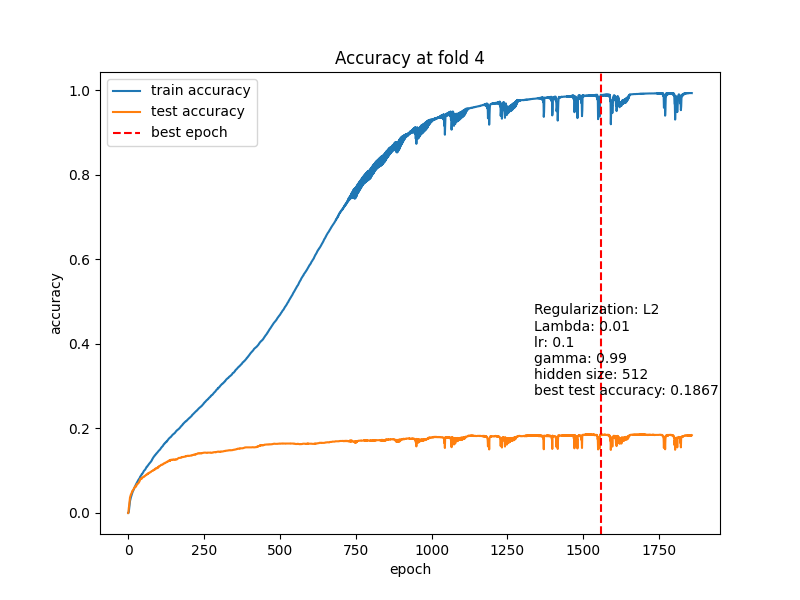 Accuracy at fold 4
train accuracy
test accuracy
best epoch
1.0
0.8
0.6
0.4
0.2
0.0
accuracy
Regularization: L2
Lambda: 0.01
lr: 0.1
gamma: 0.99
hidden size: 512
best test accuracy: 0.1867
0 250 500 750 1000 1250 1500 1750
epoch